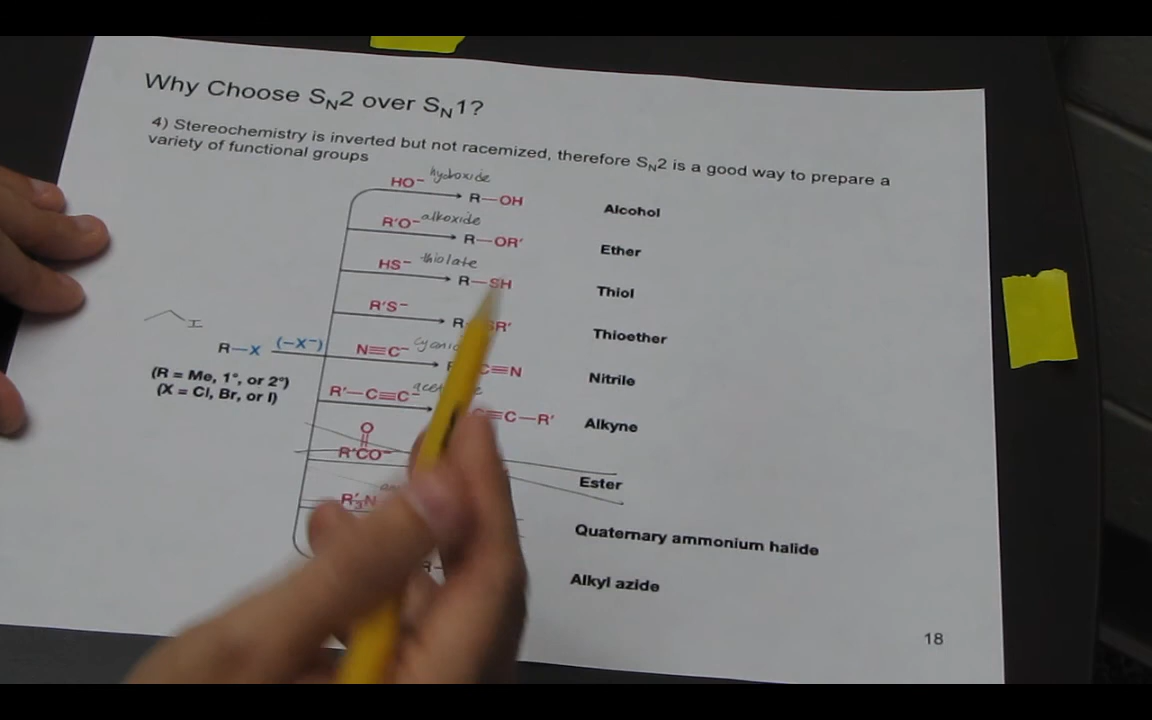 Why Choose SN2 over SN1?
4) Stereochemistry is inverted but not racemized, therefore SN2 is a good way to prepare a
variety of functional groups
HO⁻ hydroxide
R—OH Alcohol
R'O⁻ alkoxide
R—OR' Ether
HS⁻ thiolate
R—SH Thiol
R'S⁻
R SR' Thioether
I
R—X (−X⁻) N≡C⁻
C≡N Nitrile
(R = Me, 1°, or 2°)
(X = Cl, Br, or I)
R'—C≡C⁻
≡C—R' Alkyne
O
R'CO⁻
Ester
R'₃N
Quaternary ammonium halide
R— Alkyl azide
18